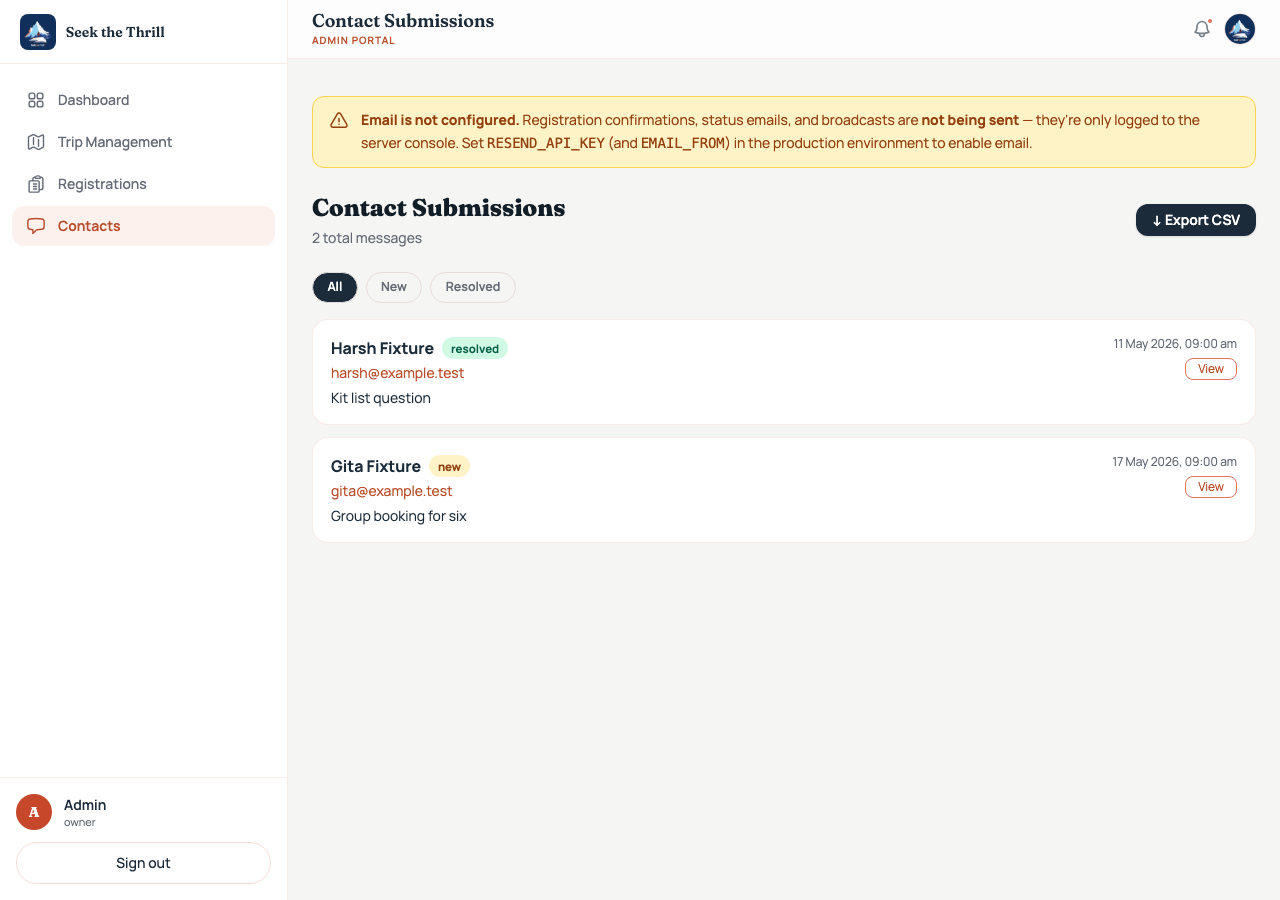 Seek the Thrill
Dashboard
Trip Management
Registrations
Contacts
Admin
owner
A
Sign out
Contact Submissions
ADMIN PORTAL
Email is not configured. Registration confirmations, status emails, and broadcasts are not being sent — they're only logged to the
server console. Set RESEND_API_KEY (and EMAIL_FROM) in the production environment to enable email.
Contact Submissions
2 total messages
↓ Export CSV
All
New
Resolved
Harsh Fixture resolved
11 May 2026, 09:00 am
harsh@example.test
View
Kit list question
Gita Fixture new
17 May 2026, 09:00 am
gita@example.test
View
Group booking for six